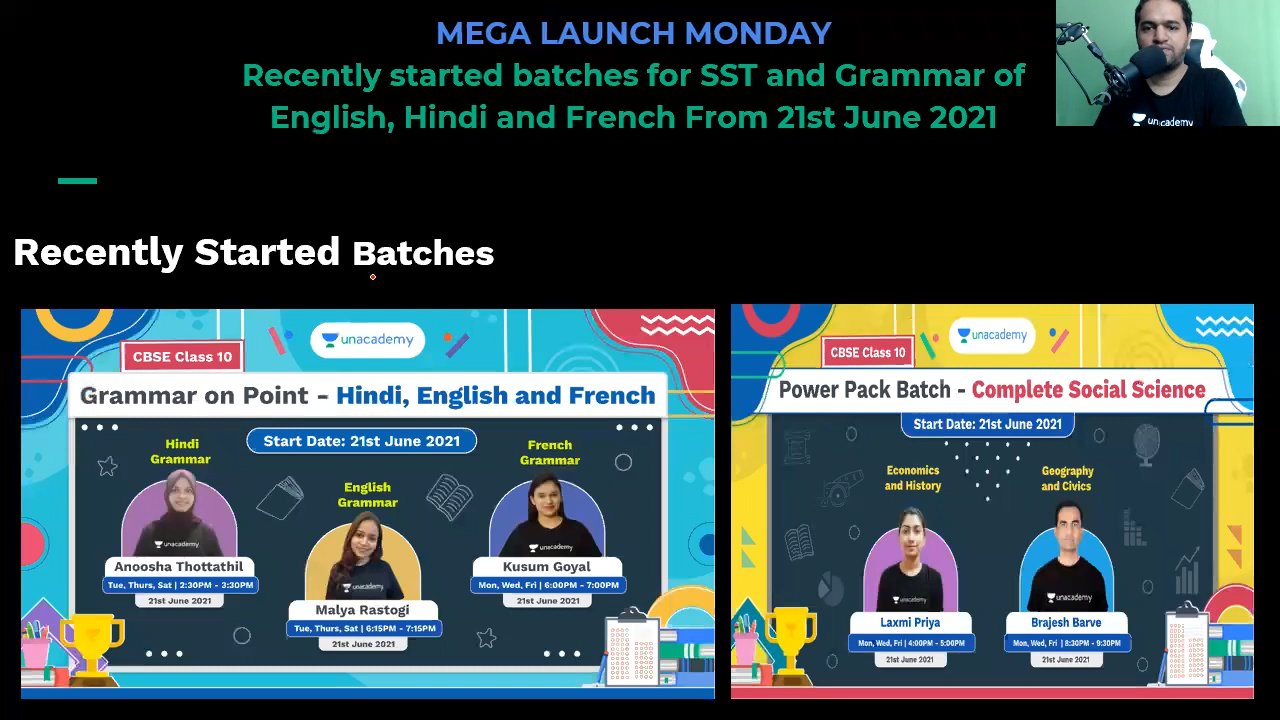 MEGA LAUNCH MONDAY
Recently started batches for SST and Grammar of
English, Hindi and French From 21st June 2021
unacademy
Recently Started Batches
unacademy
CBSE Class 10
Grammar on Point - Hindi, English and French
Start Date: 21st June 2021
Hindi
Grammar
unacademy
Anoosha Thottathil
Tue, Thurs, Sat | 2:30PM - 3:30PM
21st June 2021
English
Grammar
unacademy
Malya Rastogi
Tue, Thurs, Sat | 6:15PM - 7:15PM
21st June 2021
French
Grammar
unacademy
Kusum Goyal
Mon, Wed, Fri | 6:00PM - 7:00PM
21st June 2021
unacademy
CBSE Class 10
Power Pack Batch - Complete Social Science
Start Date: 21st June 2021
Economics
and History
unacademy
Laxmi Priya
Mon, Wed, Fri | 4:00PM - 5:00PM
21st June 2021
Geography
and Civics
unacademy
Brajesh Barve
Mon, Wed, Fri | 8:30PM - 9:30PM
21st June 2021